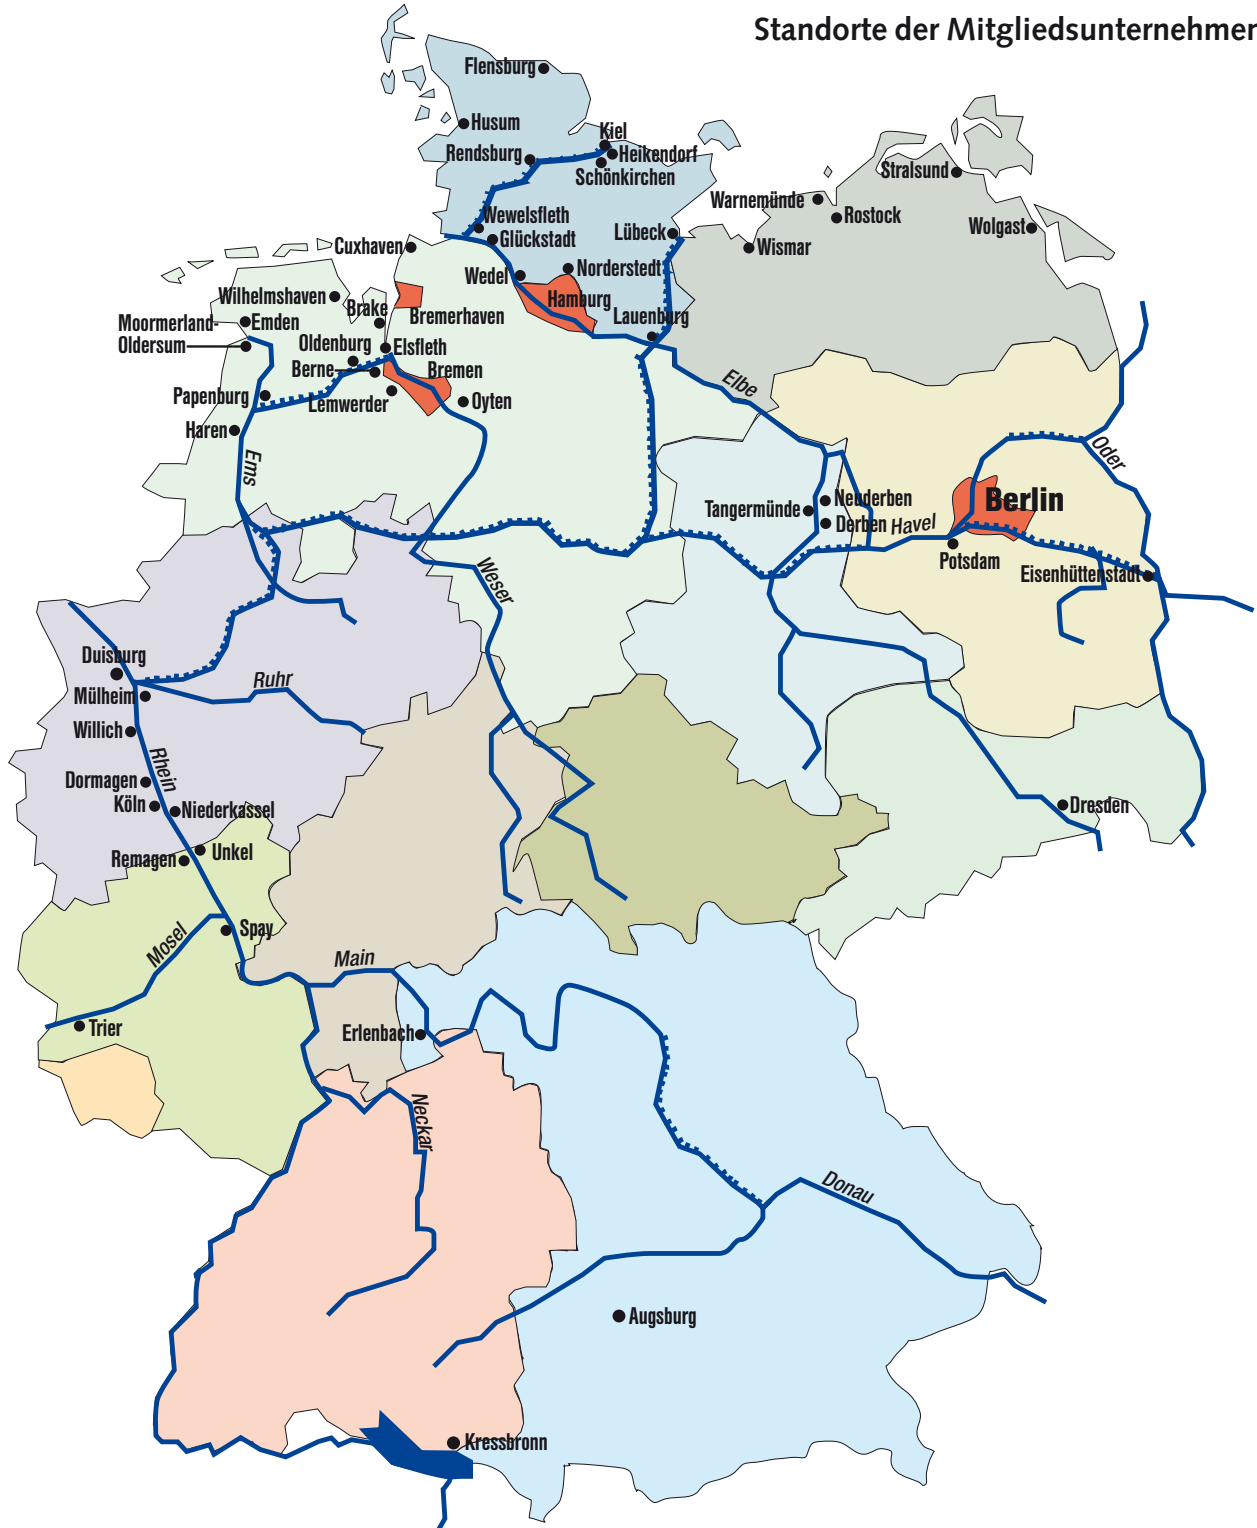 Standorte der Mitgliedsunternehmen
Flensburg
Husum
Kiel
Rendsburg
Heikendorf
Schönkirchen
Stralsund
Warnemünde
Rostock
Wewelsfleth
Glückstadt
Lübeck
Wolgast
Cuxhaven
Wismar
Wedel
Norderstedt
Wilhelmshaven
Brake
Hamburg
Bremerhaven
Moormerland-
Oldersum
Emden
Lauenburg
Oldenburg
Elsfleth
Berne
Bremen
Elbe
Papenburg
Lemwerder
Oyten
Haren
Ems
Oder
Neuderben
Berlin
Tangermünde
Derben
Havel
Potsdam
Eisenhüttenstadt
Weser
Duisburg
Ruhr
Mülheim
Willich
Rhein
Dormagen
Köln
Niederkassel
Dresden
Remagen
Unkel
Spay
Mosel
Main
Trier
Erlenbach
Neckar
Donau
Augsburg
Kressbronn